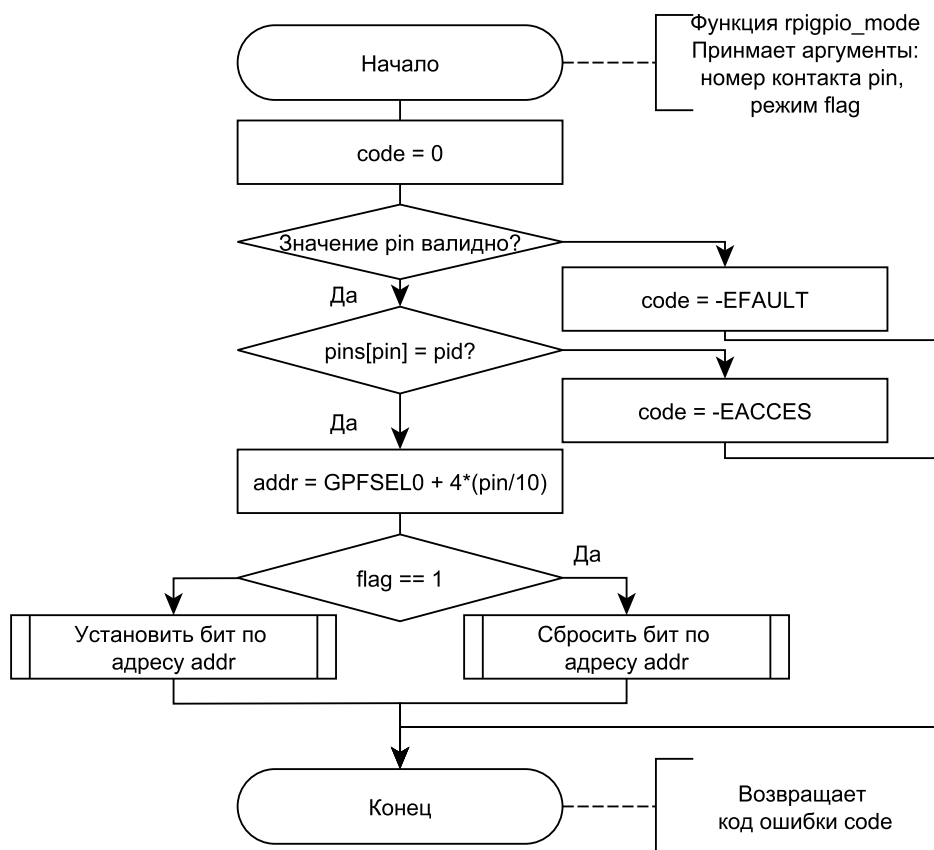 Начало
Функция rpigpio_mode
Принмает аргументы:
номер контакта pin,
режим flag
code = 0
Значение pin валидно?
Да
code = -EFAULT
pins[pin] = pid?
Да
code = -EACCES
addr = GPFSEL0 + 4*(pin/10)
flag == 1
Да
Установить бит по
адресу addr
Сбросить бит по
адресу addr
Конец
Возвращает
код ошибки code